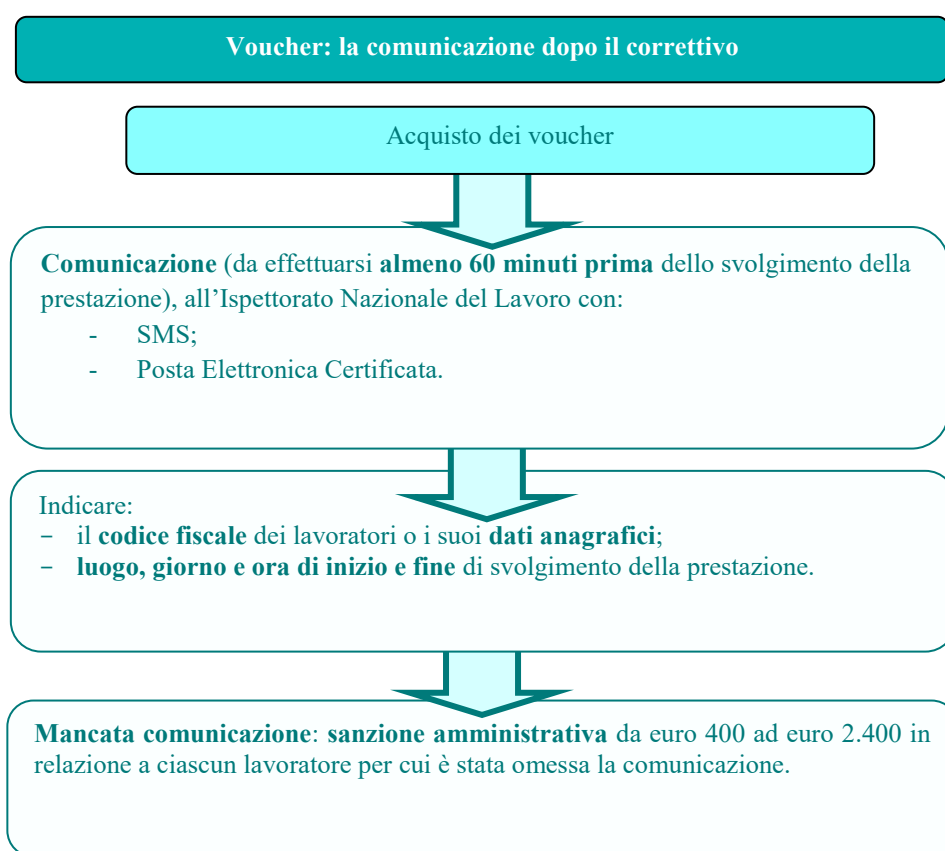 Voucher: la comunicazione dopo il correttivo
Acquisto dei voucher
Comunicazione (da effettuarsi almeno 60 minuti prima dello svolgimento della
prestazione), all’Ispettorato Nazionale del Lavoro con:
- SMS;
- Posta Elettronica Certificata.
Indicare:
− il codice fiscale dei lavoratori o i suoi dati anagrafici;
− luogo, giorno e ora di inizio e fine di svolgimento della prestazione.
Mancata comunicazione: sanzione amministrativa da euro 400 ad euro 2.400 in
relazione a ciascun lavoratore per cui è stata omessa la comunicazione.